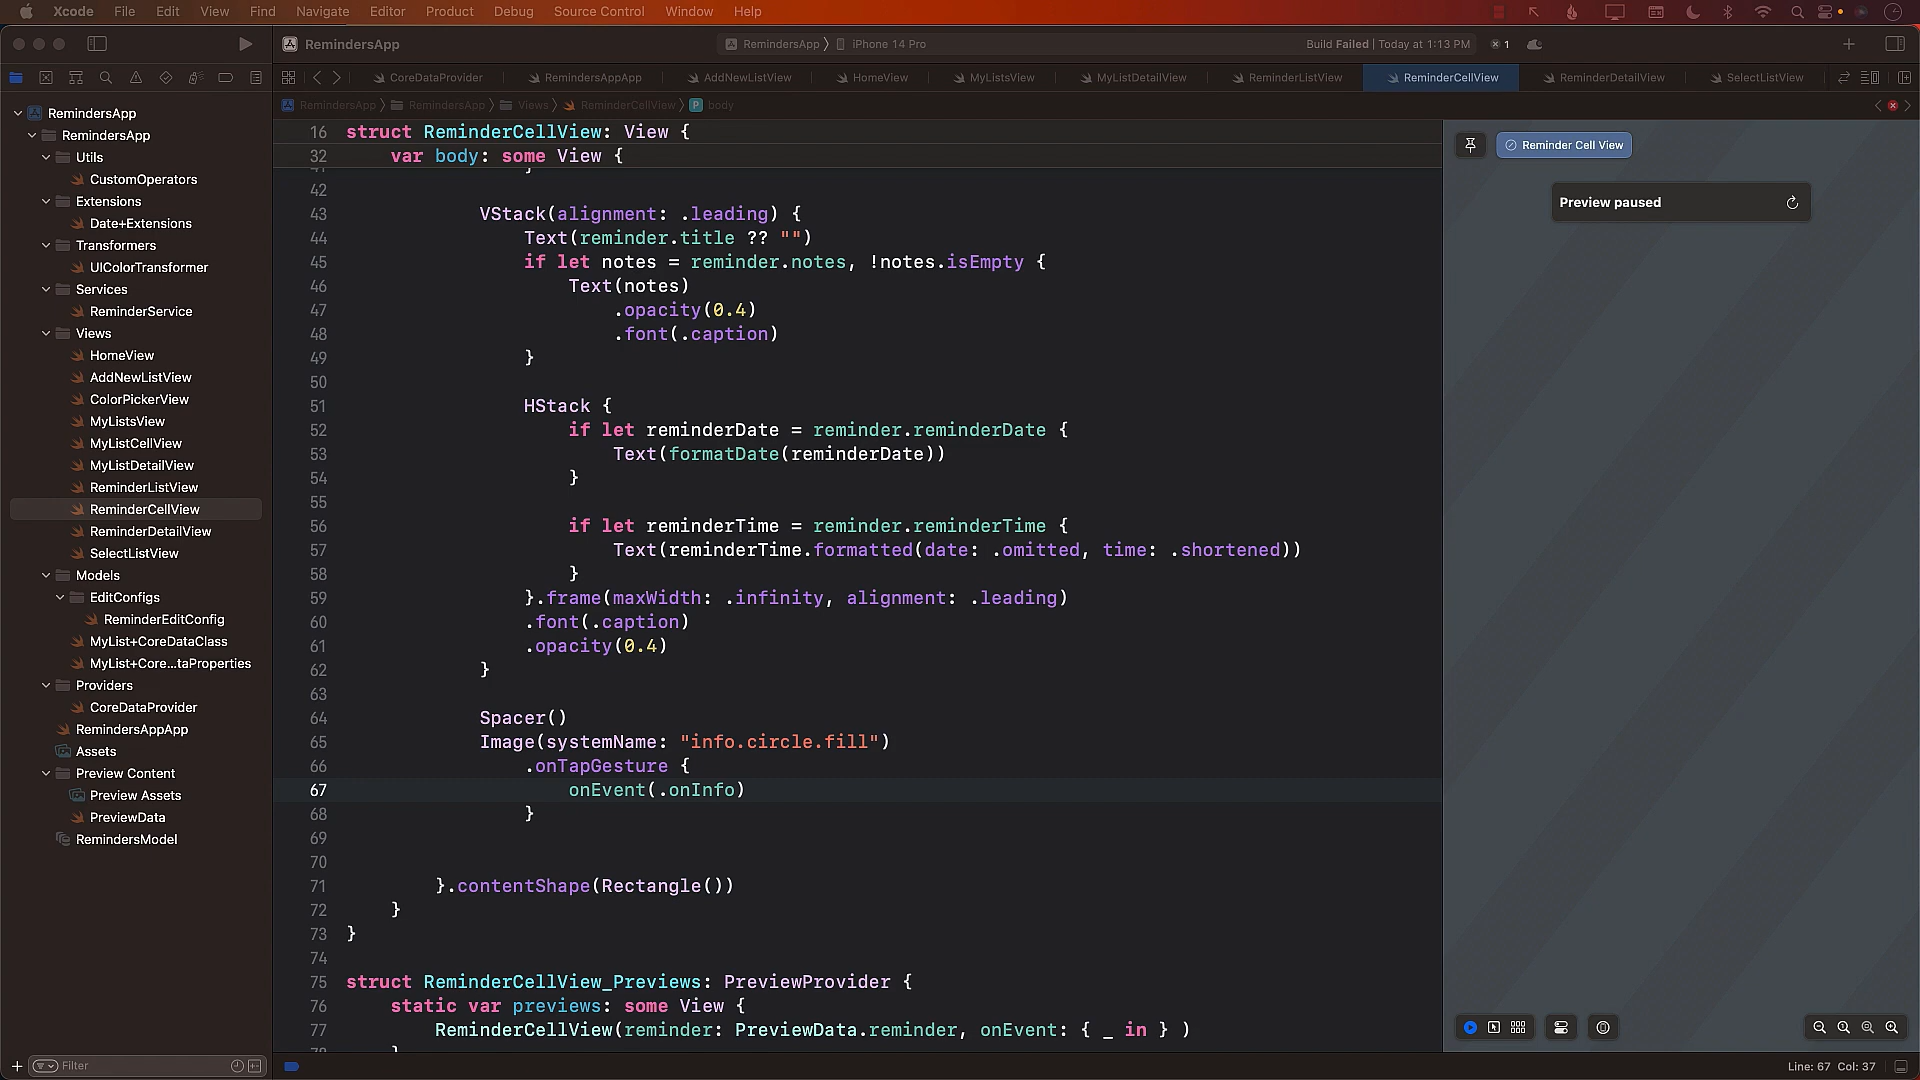 Xcode File Edit View Find Navigate Editor Product Debug Source Control Window Help
RemindersApp
RemindersApp iPhone 14 Pro
Build Failed | Today at 1:13 PM 1
CoreDataProvider RemindersAppApp AddNewListView HomeView MyListsView MyListDetailView ReminderListView ReminderCellView ReminderDetailView SelectListView
RemindersApp RemindersApp Views ReminderCellView body
RemindersApp
RemindersApp
Utils
CustomOperators
Extensions
Date+Extensions
Transformers
UIColorTransformer
Services
ReminderService
Views
HomeView
AddNewListView
ColorPickerView
MyListsView
MyListCellView
MyListDetailView
ReminderListView
ReminderCellView
ReminderDetailView
SelectListView
Models
EditConfigs
ReminderEditConfig
MyList+CoreDataClass
MyList+Core...taProperties
Providers
CoreDataProvider
RemindersAppApp
Assets
Preview Content
Preview Assets
PreviewData
RemindersModel
Filter
16 struct ReminderCellView: View {
32 var body: some View {
41 }
42
43 VStack(alignment: .leading) {
44 Text(reminder.title ?? "")
45 if let notes = reminder.notes, !notes.isEmpty {
46 Text(notes)
47 .opacity(0.4)
48 .font(.caption)
49 }
50
51 HStack {
52 if let reminderDate = reminder.reminderDate {
53 Text(formatDate(reminderDate))
54 }
55
56 if let reminderTime = reminder.reminderTime {
57 Text(reminderTime.formatted(date: .omitted, time: .shortened))
58 }
59 }.frame(maxWidth: .infinity, alignment: .leading)
60 .font(.caption)
61 .opacity(0.4)
62 }
63
64 Spacer()
65 Image(systemName: "info.circle.fill")
66 .onTapGesture {
67 onEvent(.onInfo)
68 }
69
70
71 }.contentShape(Rectangle())
72 }
73 }
74
75 struct ReminderCellView_Previews: PreviewProvider {
76 static var previews: some View {
77 ReminderCellView(reminder: PreviewData.reminder, onEvent: { _ in } )
78 }
Reminder Cell View
Preview paused
Line: 67 Col: 37